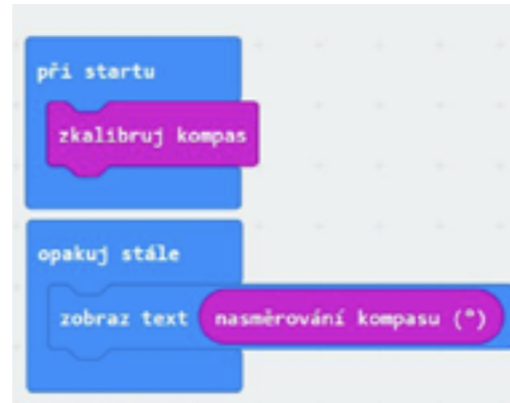 při startu
zkalibruj kompas
opakuj stále
zobraz text nasměrování kompasu (°)